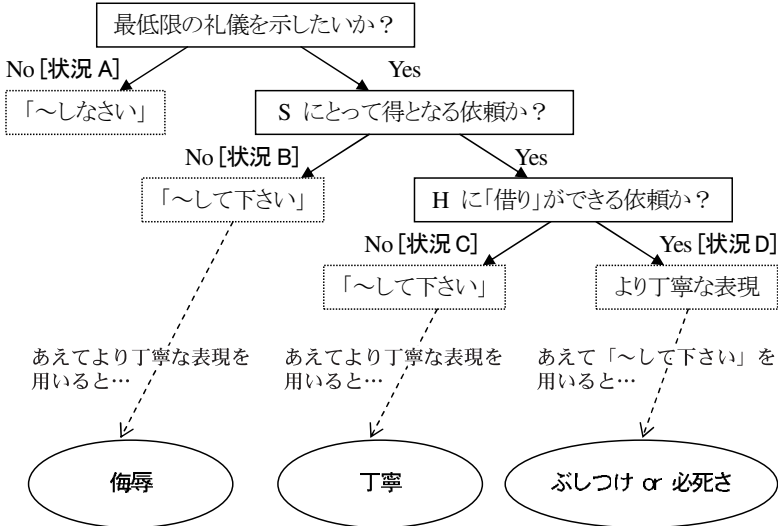 最低限の礼儀を示したいか？
No [状況 A]
Yes
「～しなさい」
S にとって得となる依頼か？
No [状況 B]
Yes
「～して下さい」
H に「借り」ができる依頼か？
No [状況 C]
Yes [状況 D]
「～して下さい」
より丁寧な表現
あえてより丁寧な表現を
用いると…
あえてより丁寧な表現を
用いると…
あえて「～して下さい」を
用いると…
侮辱
丁寧
ぶしつけ or 必死さ